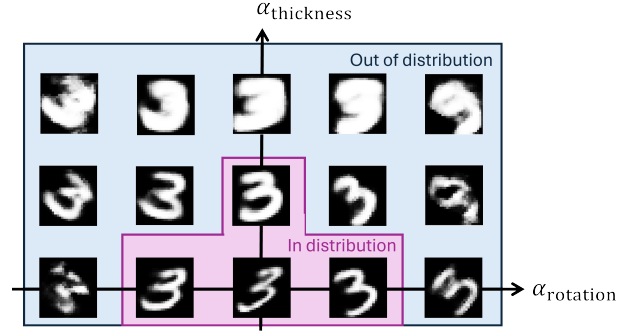 α_thickness
Out of distribution
In distribution
α_rotation